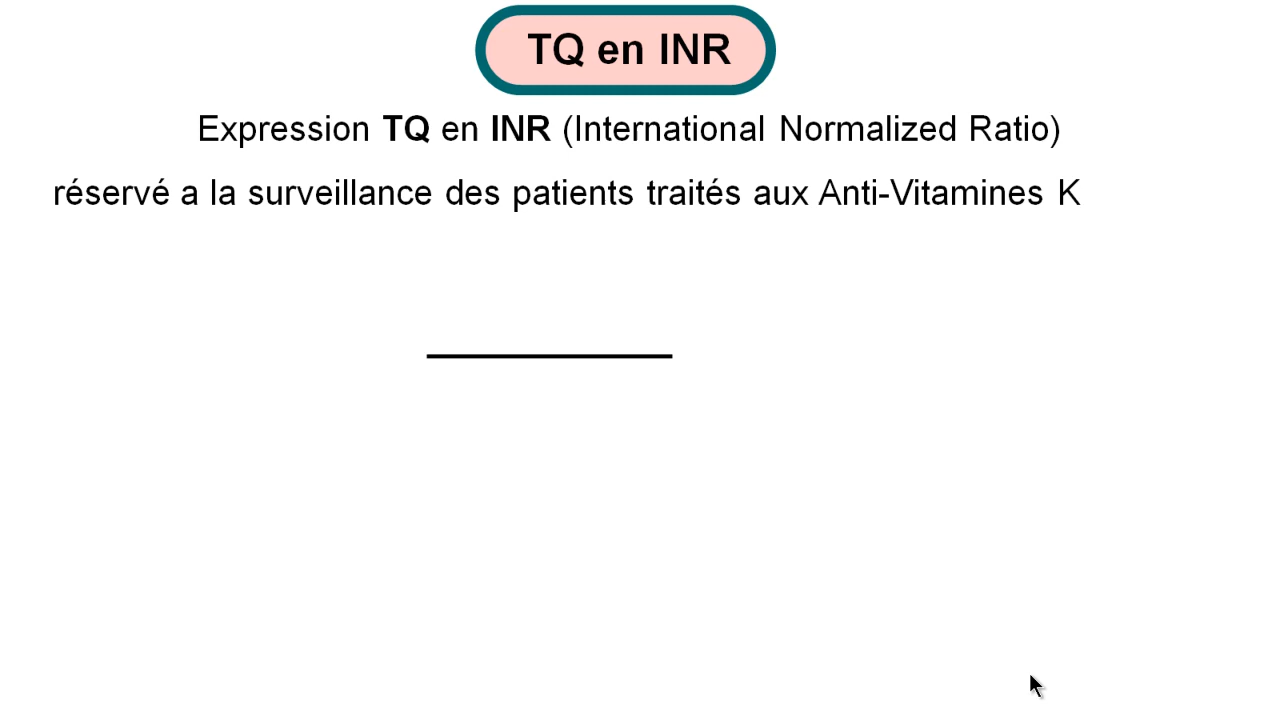 TQ en INR
Expression TQ en INR (International Normalized Ratio)
réservé a la surveillance des patients traités aux Anti-Vitamines K